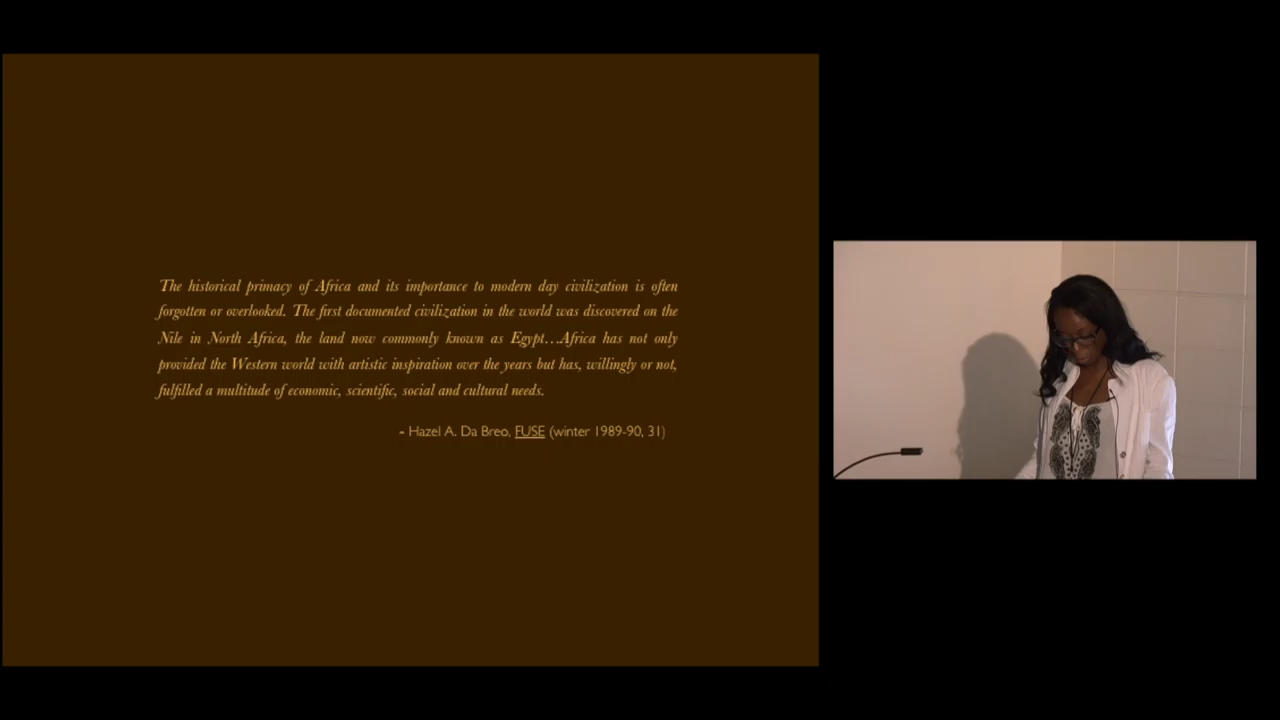 The historical primacy of Africa and its importance to modern day civilization is often
forgotten or overlooked. The first documented civilization in the world was discovered on the
Nile in North Africa, the land now commonly known as Egypt…Africa has not only
provided the Western world with artistic inspiration over the years but has, willingly or not,
fulfilled a multitude of economic, scientific, social and cultural needs.
- Hazel A. Da Breo, FUSE (winter 1989-90, 31)